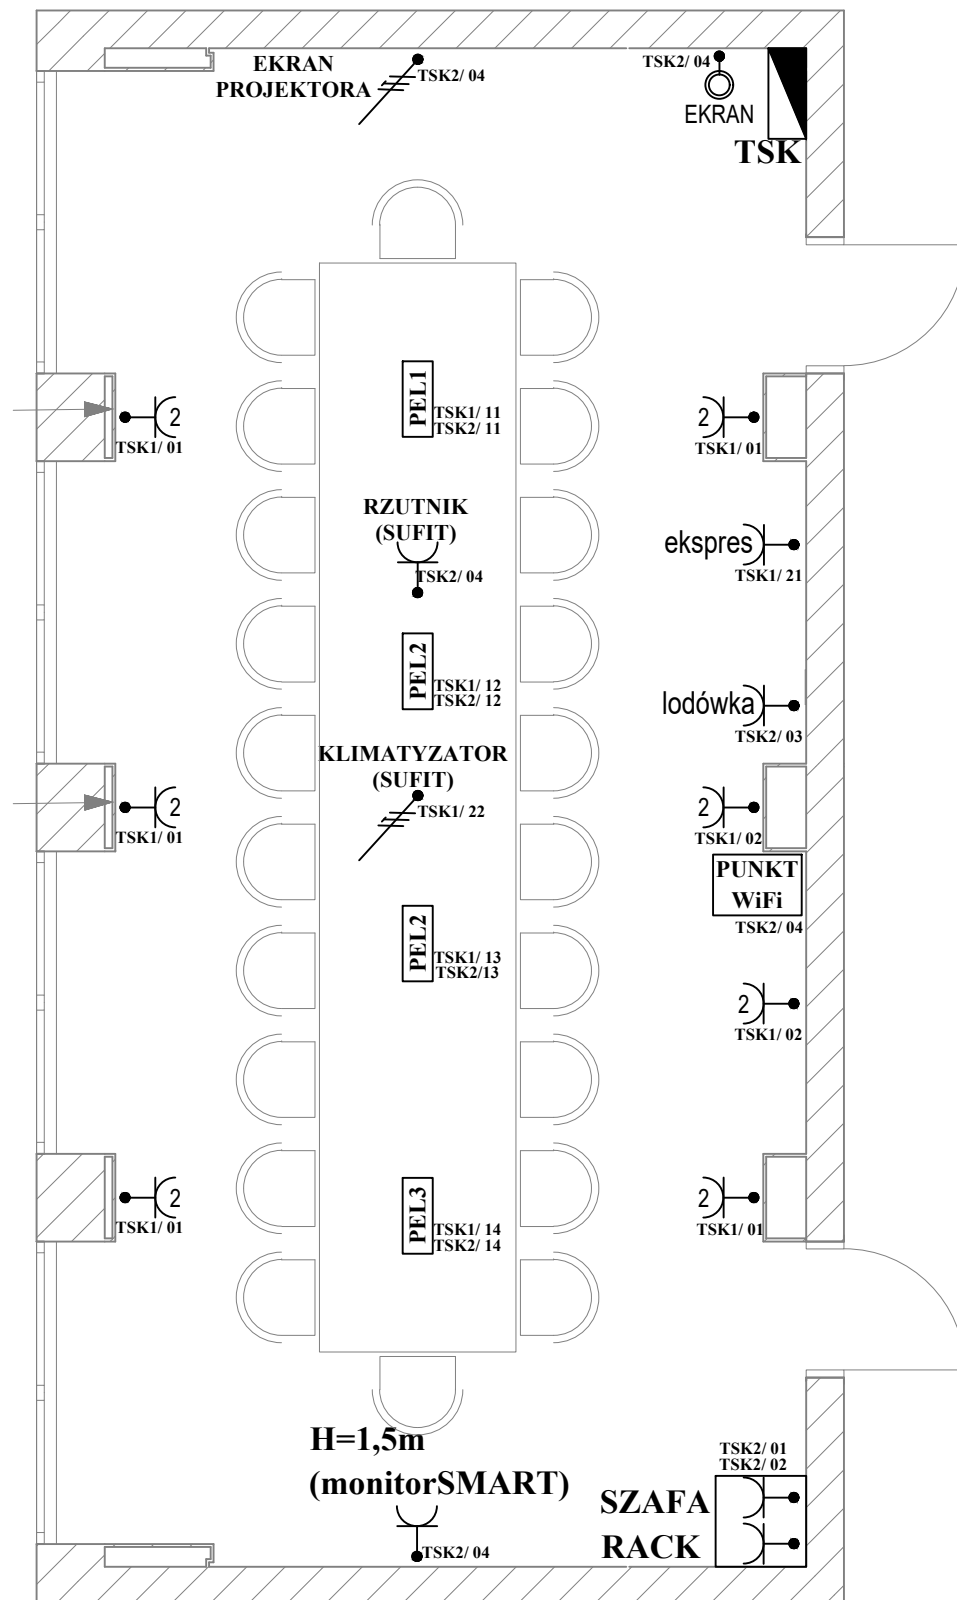 EKRAN
PROJEKTORA
TSK2/ 04
TSK2/ 04
EKRAN
TSK
PEL1
TSK1/ 11
TSK2/ 11
2
TSK1/ 01
2
TSK1/ 01
RZUTNIK
(SUFIT)
TSK2/ 04
ekspres
TSK1/ 21
PEL2
TSK1/ 12
TSK2/ 12
lodówka
TSK2/ 03
KLIMATYZATOR
(SUFIT)
TSK1/ 22
2
TSK1/ 01
2
TSK1/ 02
PUNKT
WiFi
TSK2/ 04
PEL2
TSK1/ 13
TSK2/13
2
TSK1/ 02
2
TSK1/ 01
PEL3
TSK1/ 14
TSK2/ 14
2
TSK1/ 01
H=1,5m
(monitorSMART)
TSK2/ 04
TSK2/ 01
TSK2/ 02
SZAFA
RACK